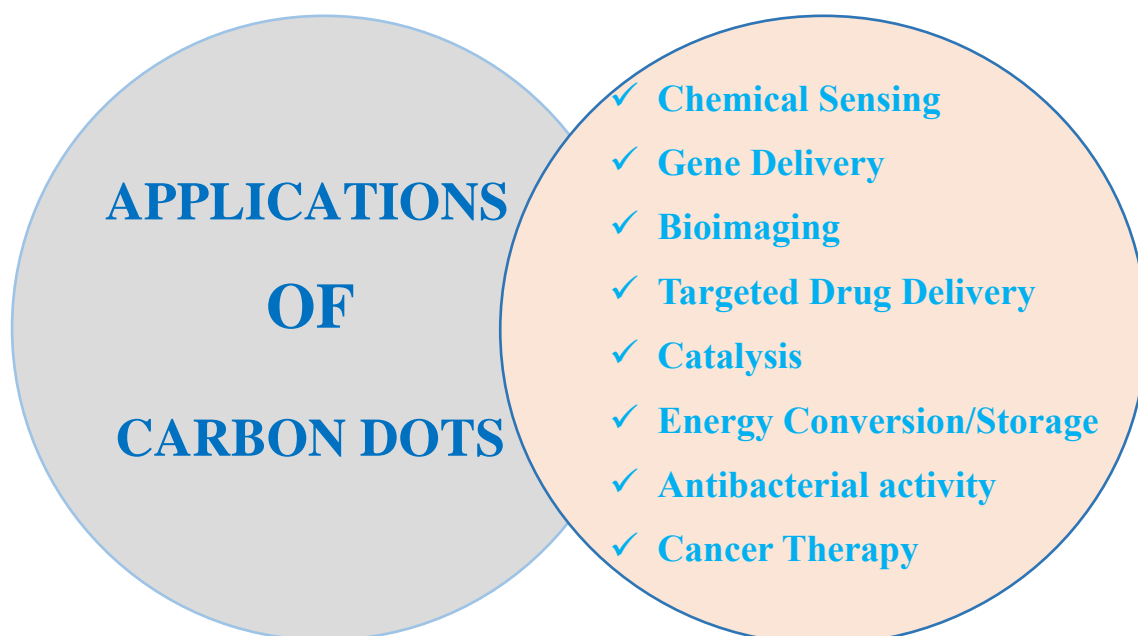 APPLICATIONS
OF
CARBON DOTS
✓ Chemical Sensing
✓ Gene Delivery
✓ Bioimaging
✓ Targeted Drug Delivery
✓ Catalysis
✓ Energy Conversion/Storage
✓ Antibacterial activity
✓ Cancer Therapy